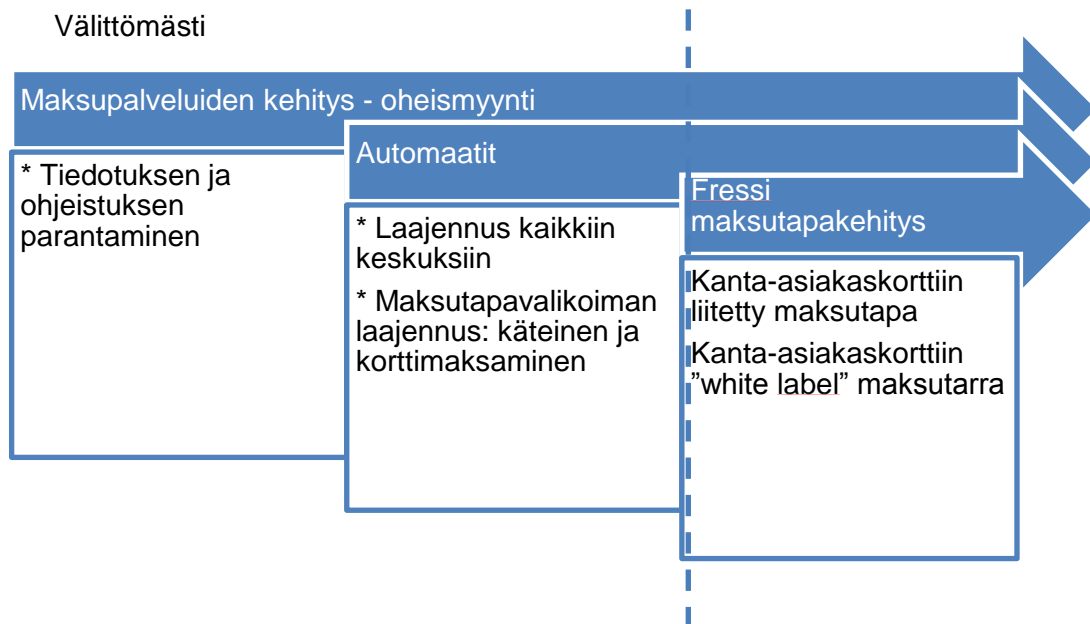 Välittömästi
Maksupalveluiden kehitys - oheismyynti
* Tiedotuksen ja
ohjeistuksen
parantaminen
Automaatit
* Laajennus kaikkiin
keskuksiin
* Maksutapavalikoiman
laajennus: käteinen ja
korttimaksaminen
Fressi
maksutapakehitys
Kanta-asiakaskorttiin
liitetty maksutapa
Kanta-asiakaskorttiin
”white label” maksutarra